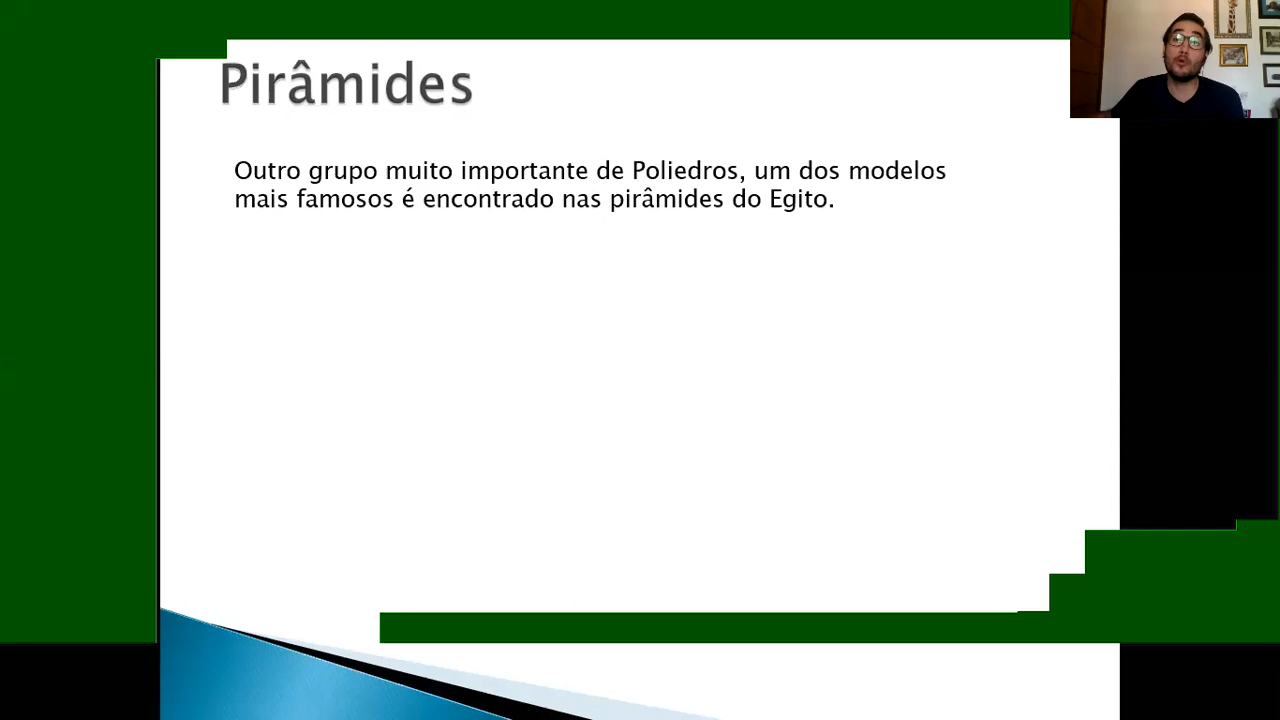 Pirâmides
Outro grupo muito importante de Poliedros, um dos modelos
mais famosos é encontrado nas pirâmides do Egito.